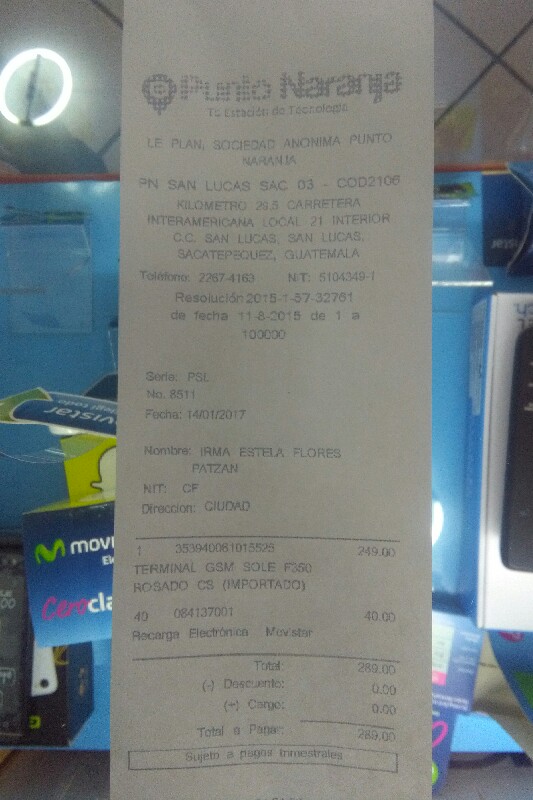 Punto Naranja
Tu Estación de Tecnología
LE PLAN, SOCIEDAD ANONIMA PUNTO
NARANJA
PN SAN LUCAS SAC 03 - COD2106
KILOMETRO 29.5 CARRETERA
INTERAMERICANA LOCAL 21 INTERIOR
C.C. SAN LUCAS, SAN LUCAS,
SACATEPEQUEZ, GUATEMALA
Teléfono: 2267-4163 NIT: 5104349-1
Resolución 2015-1-57-32761
de fecha 11-8-2015 de 1 a
100000
Serie: PSL
No. 8511
Fecha: 14/01/2017
Nombre: IRMA ESTELA FLORES
PATZAN
NIT: CF
Direccion: CIUDAD
1 353940081015525 249.00
TERMINAL GSM SOLE F350
ROSADO CS (IMPORTADO)
40 084137001 40.00
Recarga Electrónica Movistar
Total: 289.00
(-) Descuento: 0.00
(+) Cargo: 0.00
Total a Pagar: 289.00
Sujeto a pagos trimestrales
movistar
elegí todo
movi
Cerocla